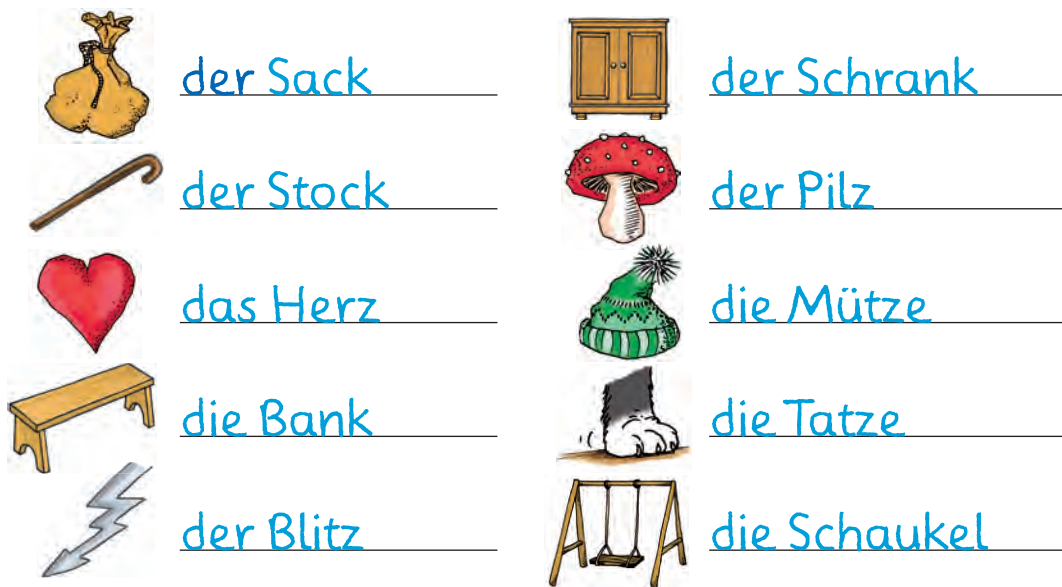 der Sack
der Stock
das Herz
die Bank
der Blitz
der Schrank
der Pilz
die Mütze
die Tatze
die Schaukel